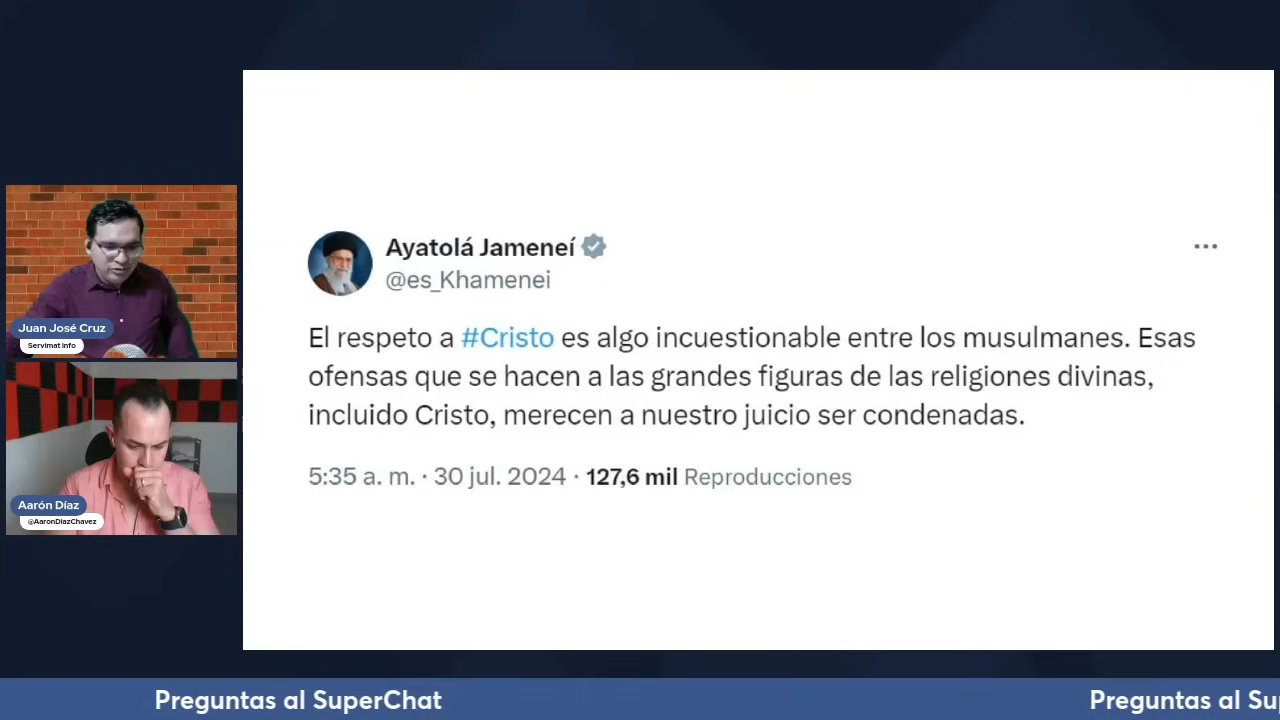 Ayatolá Jameneí
@es_Khamenei
El respeto a #Cristo es algo incuestionable entre los musulmanes. Esas
ofensas que se hacen a las grandes figuras de las religiones divinas,
incluido Cristo, merecen a nuestro juicio ser condenadas.
5:35 a. m. · 30 jul. 2024 · 127,6 mil Reproducciones
Juan José Cruz
Servimat info
Aarón Díaz
@AaronDiazChavez
Preguntas al SuperChat
Preguntas al Su